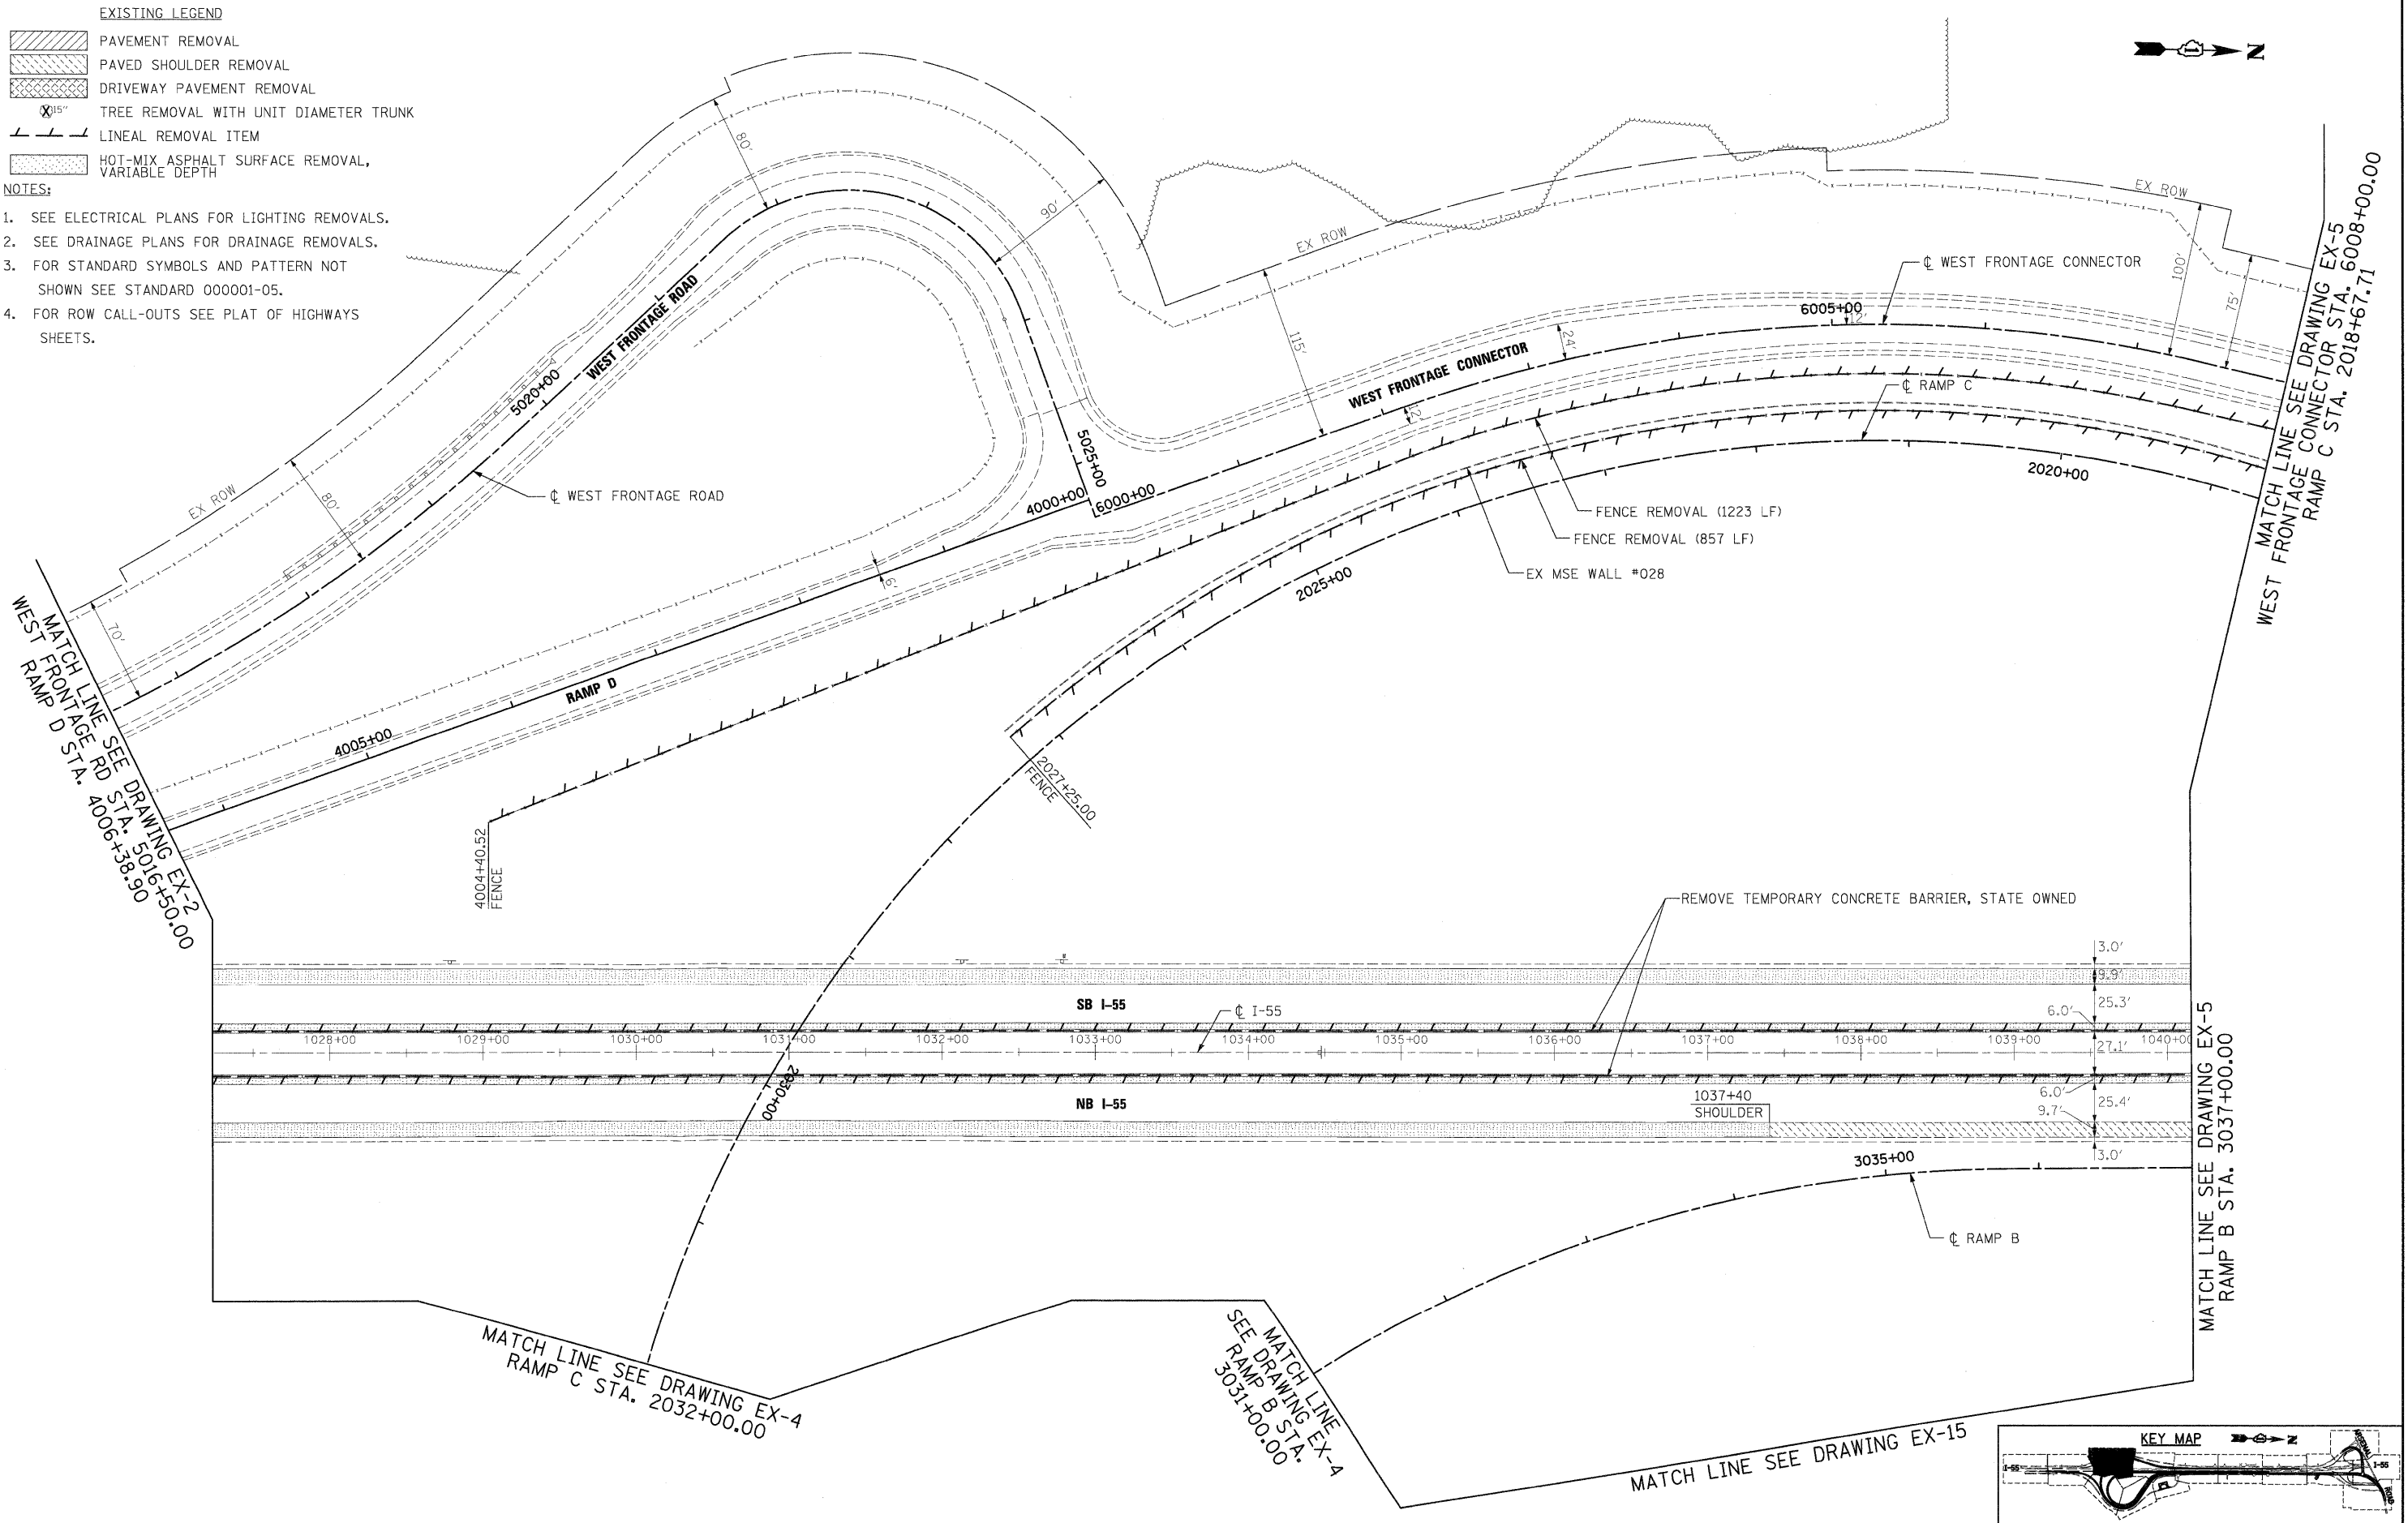 EXISTING LEGEND
PAVEMENT REMOVAL
PAVED SHOULDER REMOVAL
DRIVEWAY PAVEMENT REMOVAL
15" TREE REMOVAL WITH UNIT DIAMETER TRUNK
LINEAL REMOVAL ITEM
HOT-MIX ASPHALT SURFACE REMOVAL,
VARIABLE DEPTH
NOTES:
1. SEE ELECTRICAL PLANS FOR LIGHTING REMOVALS.
2. SEE DRAINAGE PLANS FOR DRAINAGE REMOVALS.
3. FOR STANDARD SYMBOLS AND PATTERN NOT
SHOWN SEE STANDARD 000001-05.
4. FOR ROW CALL-OUTS SEE PLAT OF HIGHWAYS
SHEETS.
N
80'
90'
EX ROW
EX ROW
100'
75'
℄ WEST FRONTAGE CONNECTOR
6005+00
12'
24'
115'
WEST FRONTAGE ROAD
5020+00
WEST FRONTAGE CONNECTOR
℄ RAMP C
12'
2020+00
MATCH LINE SEE DRAWING EX-5
WEST FRONTAGE CONNECTOR STA. 6008+00.00
RAMP C STA. 2018+67.71
EX ROW
80'
℄ WEST FRONTAGE ROAD
5025+00
4000+00
6000+00
FENCE REMOVAL (1223 LF)
FENCE REMOVAL (857 LF)
EX MSE WALL #028
2025+00
6'
70'
RAMP D
4005+00
MATCH LINE SEE DRAWING EX-2
WEST FRONTAGE RD STA. 5016+50.00
RAMP D STA. 4006+38.90
2027+25.00
FENCE
4004+40.52
FENCE
REMOVE TEMPORARY CONCRETE BARRIER, STATE OWNED
3.0'
9.9'
SB I-55
25.3'
℄ I-55
6.0'
1028+00
1029+00
1030+00
1031+00
1032+00
1033+00
1034+00
1035+00
1036+00
1037+00
1038+00
1039+00
1040+00
27.1'
2030+00
NB I-55
1037+40
SHOULDER
6.0'
25.4'
9.7'
3.0'
3035+00
℄ RAMP B
MATCH LINE SEE DRAWING EX-5
RAMP B STA. 3037+00.00
MATCH LINE SEE DRAWING EX-4
RAMP C STA. 2032+00.00
MATCH LINE
SEE DRAWING EX-4
RAMP B STA.
3031+00.00
MATCH LINE SEE DRAWING EX-15
KEY MAP
N
I-55
I-55
ROAD